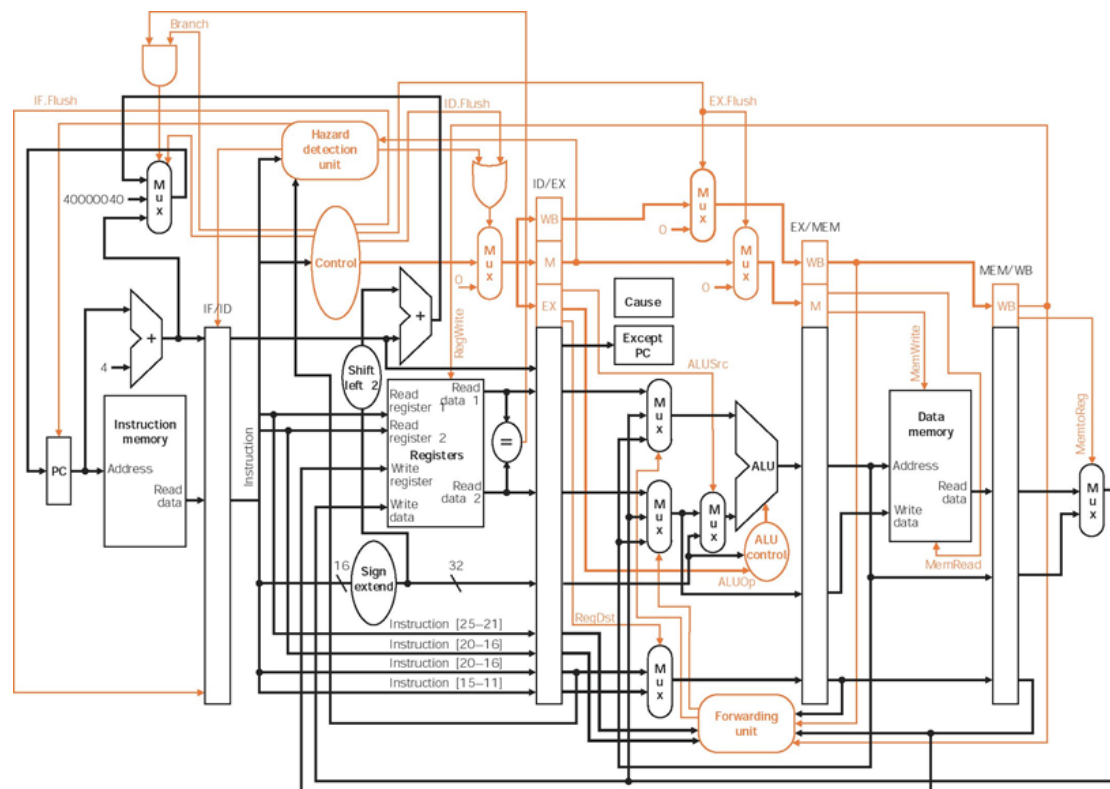 Branch
IF.Flush
ID.Flush
EX.Flush
Hazard
detection
unit
M
u
x
40000040
Control
0
M
u
x
ID/EX
WB
M
EX
M
u
x
0
M
u
x
0
EX/MEM
WB
M
MEM/WB
WB
Cause
Except
PC
IF/ID
+
4
+
Shift
left 2
RegWrite
ALUSrc
MemWrite
MemtoReg
PC
Instruction
memory
Address
Read
data
Instruction
Read
register 1
Read
data 1
Read
register 2
Registers
Write
register
Read
data 2
Write
data
=
M
u
x
M
u
x
M
u
x
ALU
ALU
control
ALUOp
Data
memory
Address
Read
data
Write
data
MemRead
M
u
x
16
Sign
extend
32
RegDst
Instruction [25–21]
Instruction [20–16]
Instruction [20–16]
Instruction [15–11]
M
u
x
Forwarding
unit